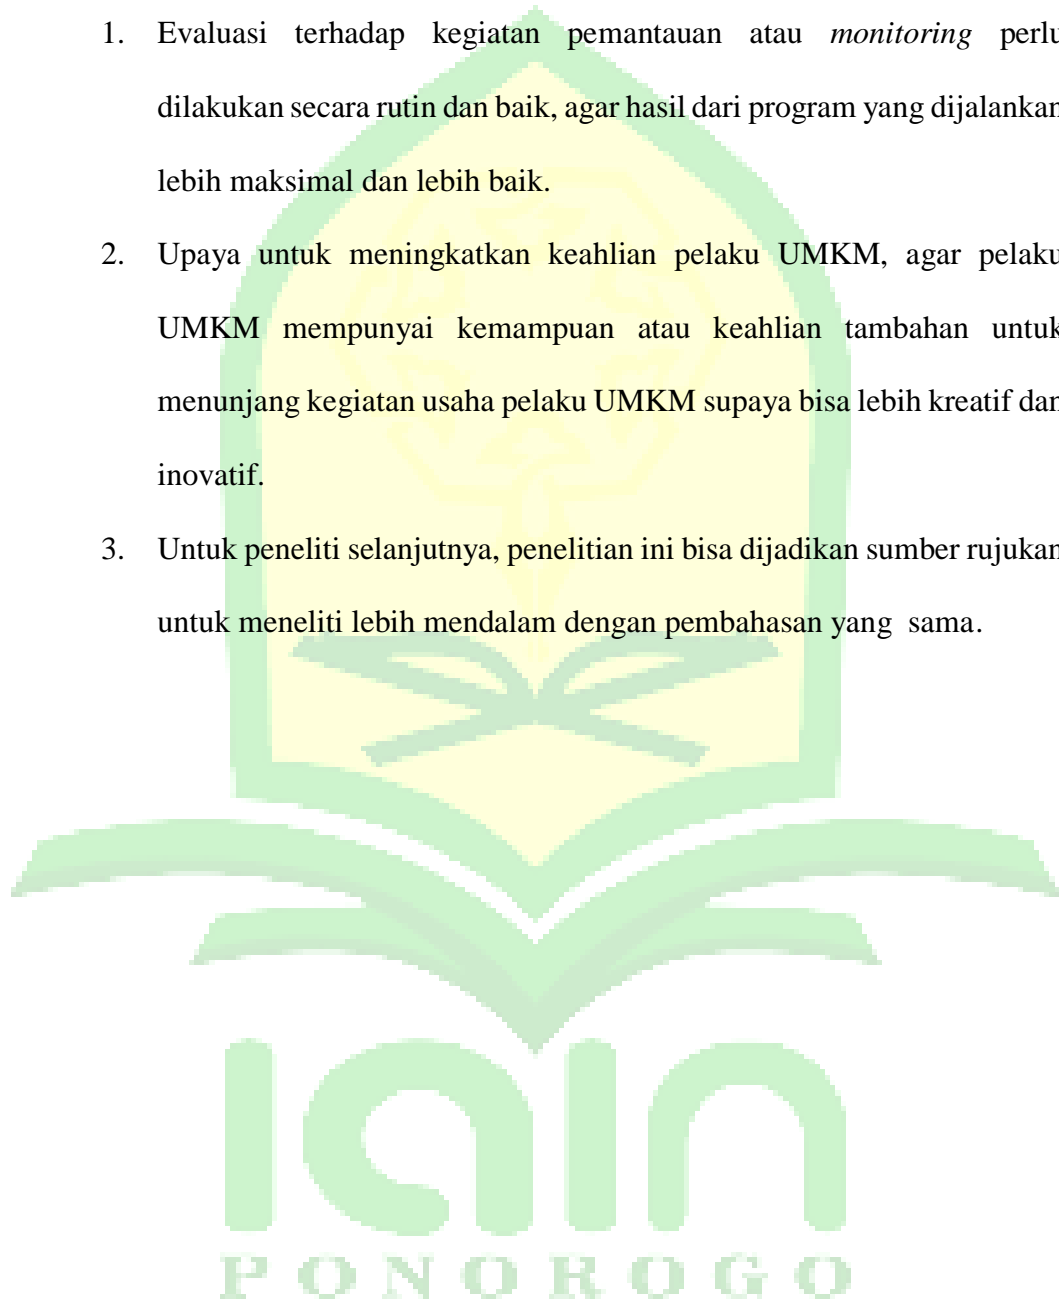 1. Evaluasi terhadap kegiatan pemantauan atau monitoring perlu
dilakukan secara rutin dan baik, agar hasil dari program yang dijalankan
lebih maksimal dan lebih baik.
2. Upaya untuk meningkatkan keahlian pelaku UMKM, agar pelaku
UMKM mempunyai kemampuan atau keahlian tambahan untuk
menunjang kegiatan usaha pelaku UMKM supaya bisa lebih kreatif dan
inovatif.
3. Untuk peneliti selanjutnya, penelitian ini bisa dijadikan sumber rujukan
untuk meneliti lebih mendalam dengan pembahasan yang sama.
iain
PONOROGO